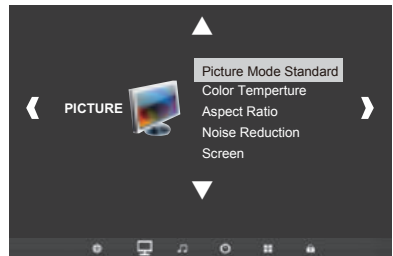 PICTURE
Picture Mode Standard
Color Temperture
Aspect Ratio
Noise Reduction
Screen